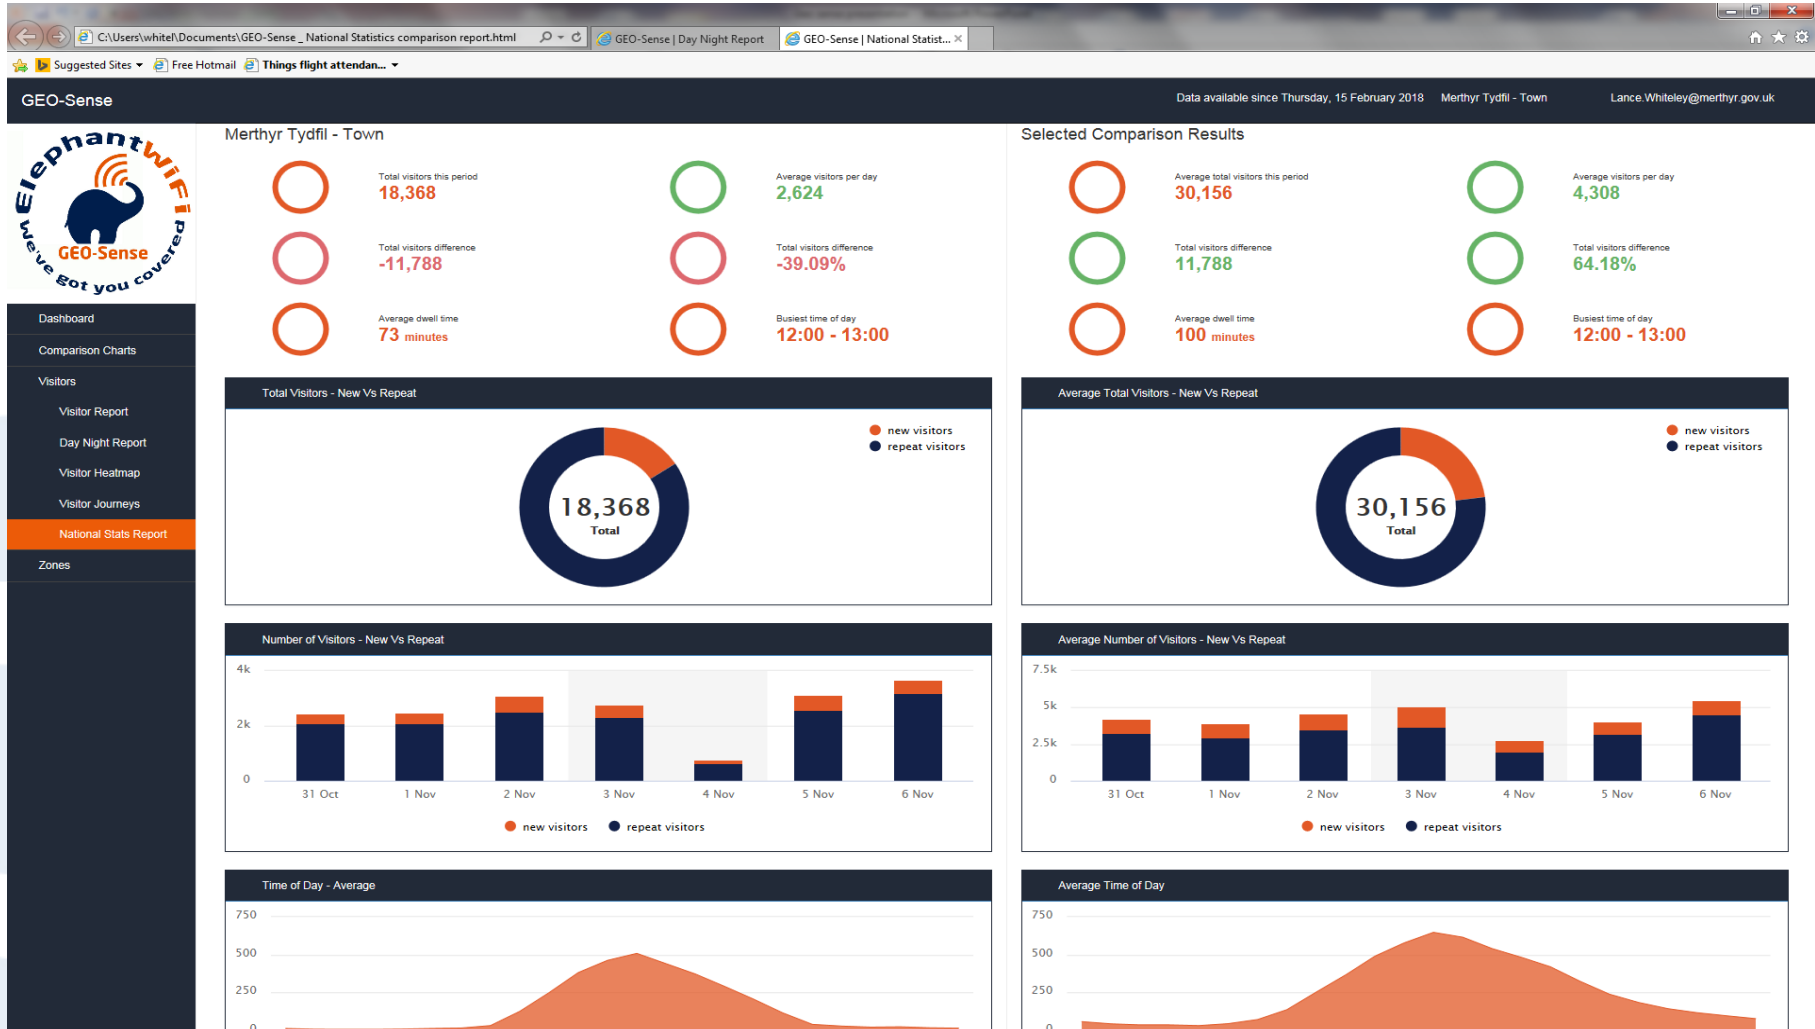 C:\Users\whitel\Documents\GEO-Sense _ National Statistics comparison report.html
GEO-Sense | Day Night Report
GEO-Sense | National Statist...
Suggested Sites
Free Hotmail
Things flight attendan...
GEO-Sense
Data available since Thursday, 15 February 2018
Merthyr Tydfil - Town
Lance.Whiteley@merthyr.gov.uk
ElephantWiFi
GEO-Sense
We've got you covered
Dashboard
Comparison Charts
Visitors
Visitor Report
Day Night Report
Visitor Heatmap
Visitor Journeys
National Stats Report
Zones
Merthyr Tydfil - Town
Total visitors this period
18,368
Average visitors per day
2,624
Total visitors difference
-11,788
Total visitors difference
-39.09%
Average dwell time
73 minutes
Busiest time of day
12:00 - 13:00
Total Visitors - New Vs Repeat
new visitors
repeat visitors
18,368
Total
Number of Visitors - New Vs Repeat
4k
2k
0
31 Oct 1 Nov 2 Nov 3 Nov 4 Nov 5 Nov 6 Nov
new visitors repeat visitors
Time of Day - Average
750
500
250
0
Selected Comparison Results
Average total visitors this period
30,156
Average visitors per day
4,308
Total visitors difference
11,788
Total visitors difference
64.18%
Average dwell time
100 minutes
Busiest time of day
12:00 - 13:00
Average Total Visitors - New Vs Repeat
new visitors
repeat visitors
30,156
Total
Average Number of Visitors - New Vs Repeat
7.5k
5k
2.5k
0
31 Oct 1 Nov 2 Nov 3 Nov 4 Nov 5 Nov 6 Nov
new visitors repeat visitors
Average Time of Day
750
500
250
0